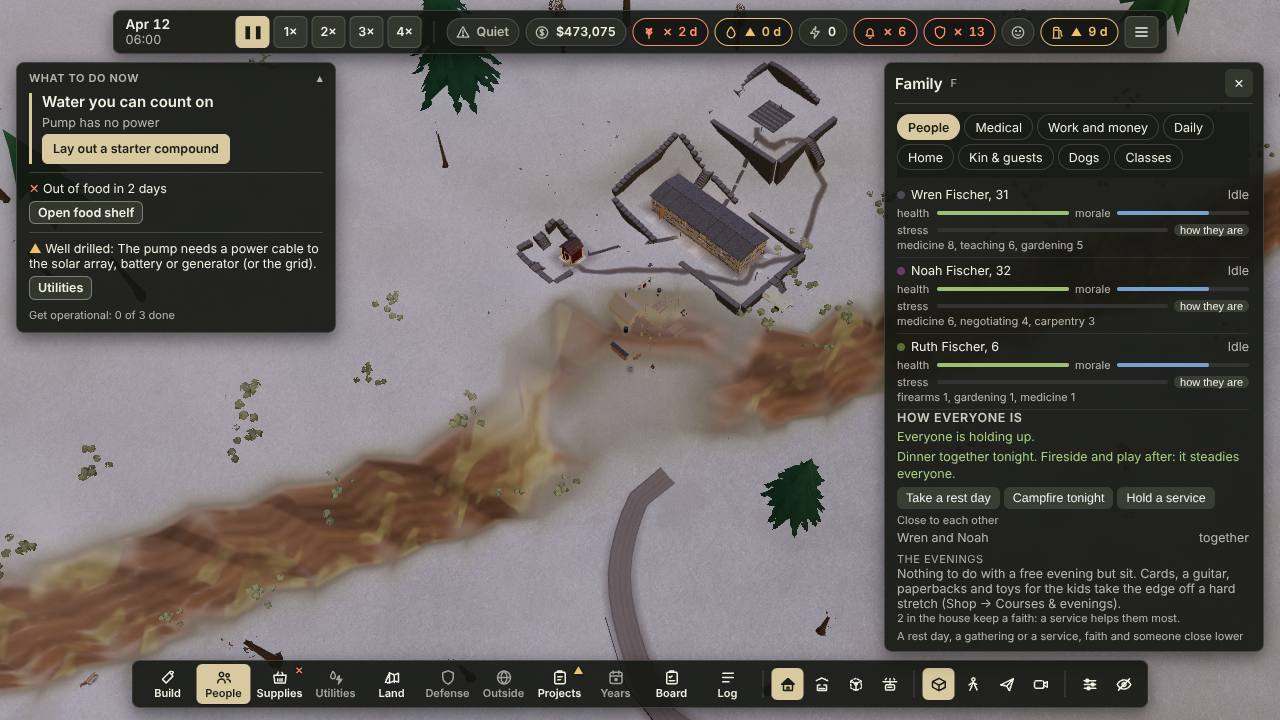 Apr 12
06:00
1×
2×
3×
4×
Quiet
$473,075
× 2 d
0 d
0
× 6
× 13
9 d
WHAT TO DO NOW
Water you can count on
Pump has no power
Lay out a starter compound
× Out of food in 2 days
Open food shelf
Well drilled: The pump needs a power cable to
the solar array, battery or generator (or the grid).
Utilities
Get operational: 0 of 3 done
Family F
×
People
Medical
Work and money
Daily
Home
Kin & guests
Dogs
Classes
Wren Fischer, 31 Idle
health morale
stress how they are
medicine 8, teaching 6, gardening 5
Noah Fischer, 32 Idle
health morale
stress how they are
medicine 6, negotiating 4, carpentry 3
Ruth Fischer, 6 Idle
health morale
stress how they are
firearms 1, gardening 1, medicine 1
HOW EVERYONE IS
Everyone is holding up.
Dinner together tonight. Fireside and play after: it steadies
everyone.
Take a rest day
Campfire tonight
Hold a service
Close to each other
Wren and Noah together
THE EVENINGS
Nothing to do with a free evening but sit. Cards, a guitar,
paperbacks and toys for the kids take the edge off a hard
stretch (Shop → Courses & evenings).
2 in the house keep a faith: a service helps them most.
A rest day, a gathering or a service, faith and someone close lower
Build
People
Supplies
Utilities
Land
Defense
Outside
Projects
Years
Board
Log